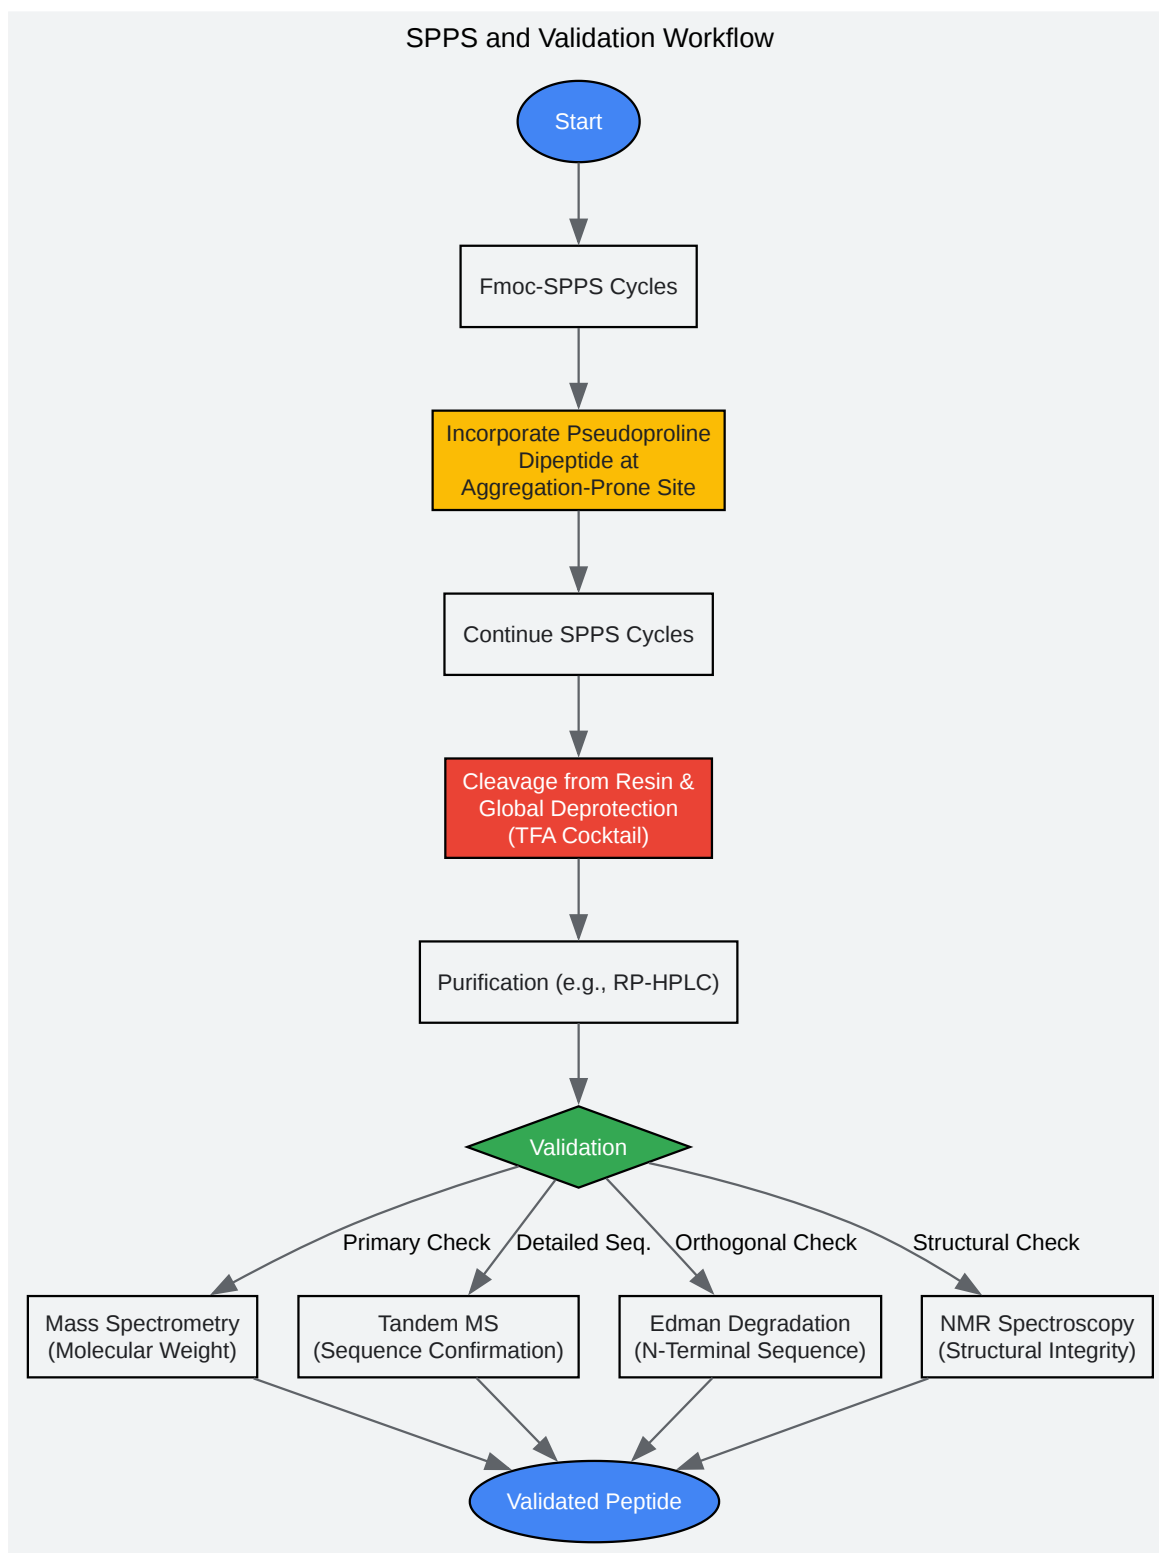 SPPS and Validation Workflow
Start
Fmoc-SPPS Cycles
Incorporate Pseudoproline
Dipeptide at
Aggregation-Prone Site
Continue SPPS Cycles
Cleavage from Resin &
Global Deprotection
(TFA Cocktail)
Purification (e.g., RP-HPLC)
Validation
Primary Check
Detailed Seq.
Orthogonal Check
Structural Check
Mass Spectrometry
(Molecular Weight)
Tandem MS
(Sequence Confirmation)
Edman Degradation
(N-Terminal Sequence)
NMR Spectroscopy
(Structural Integrity)
Validated Peptide